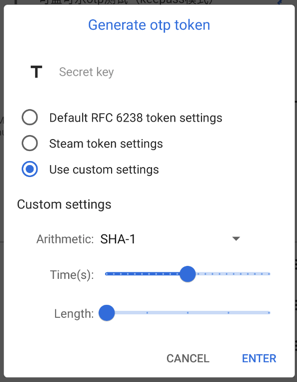 Generate otp token
T Secret key
Default RFC 6238 token settings
Steam token settings
Use custom settings
Custom settings
Arithmetic: SHA-1
Time(s):
Length:
CANCEL ENTER